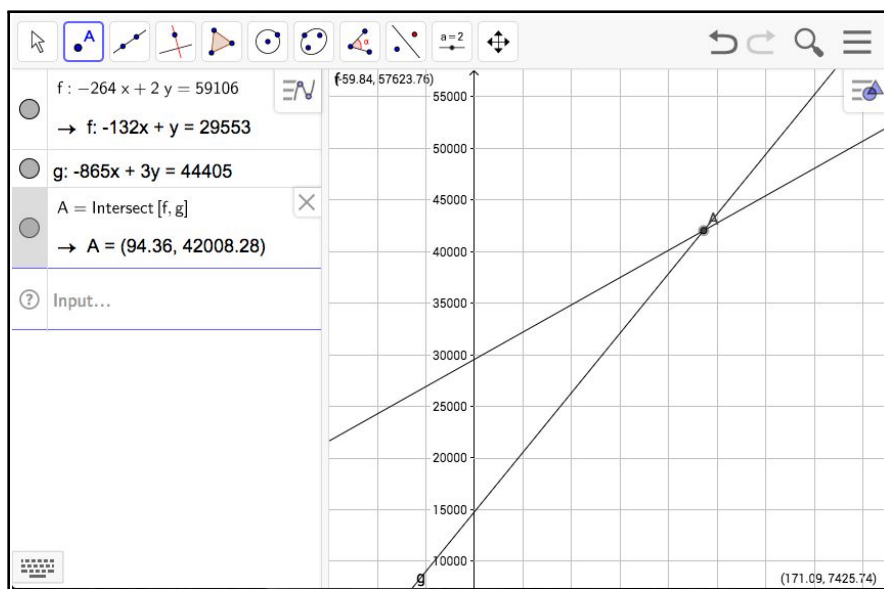 A
α
a = 2
f : −264 x + 2 y = 59106
→ f: -132x + y = 29553
g: -865x + 3y = 44405
A = Intersect [f, g]
→ A = (94.36, 42008.28)
? Input...
f
(-59.84, 57623.76)
55000
50000
45000
A
40000
35000
30000
25000
20000
15000
10000
g
(171.09, 7425.74)